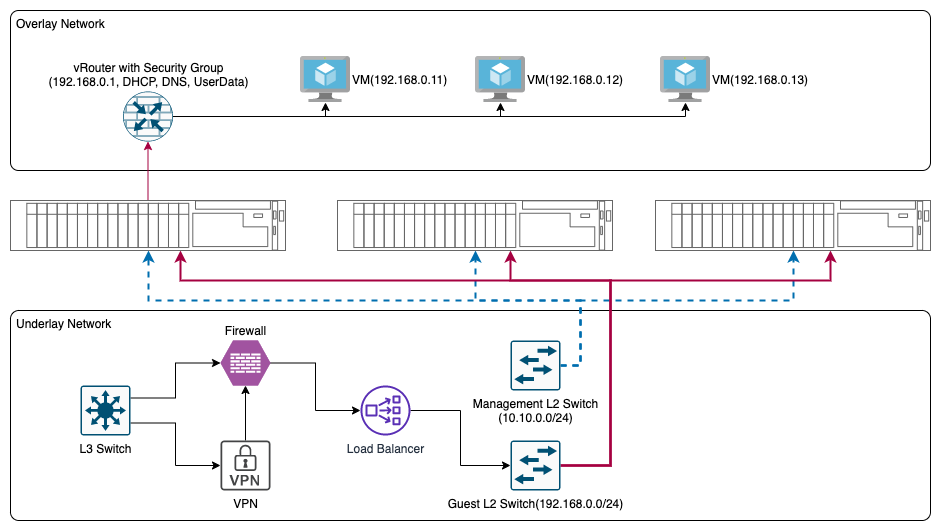 Overlay Network
vRouter with Security Group
(192.168.0.1, DHCP, DNS, UserData)
VM(192.168.0.11)
VM(192.168.0.12)
VM(192.168.0.13)
Underlay Network
Firewall
L3 Switch
VPN
VPN
Load Balancer
Management L2 Switch
(10.10.0.0/24)
Guest L2 Switch(192.168.0.0/24)